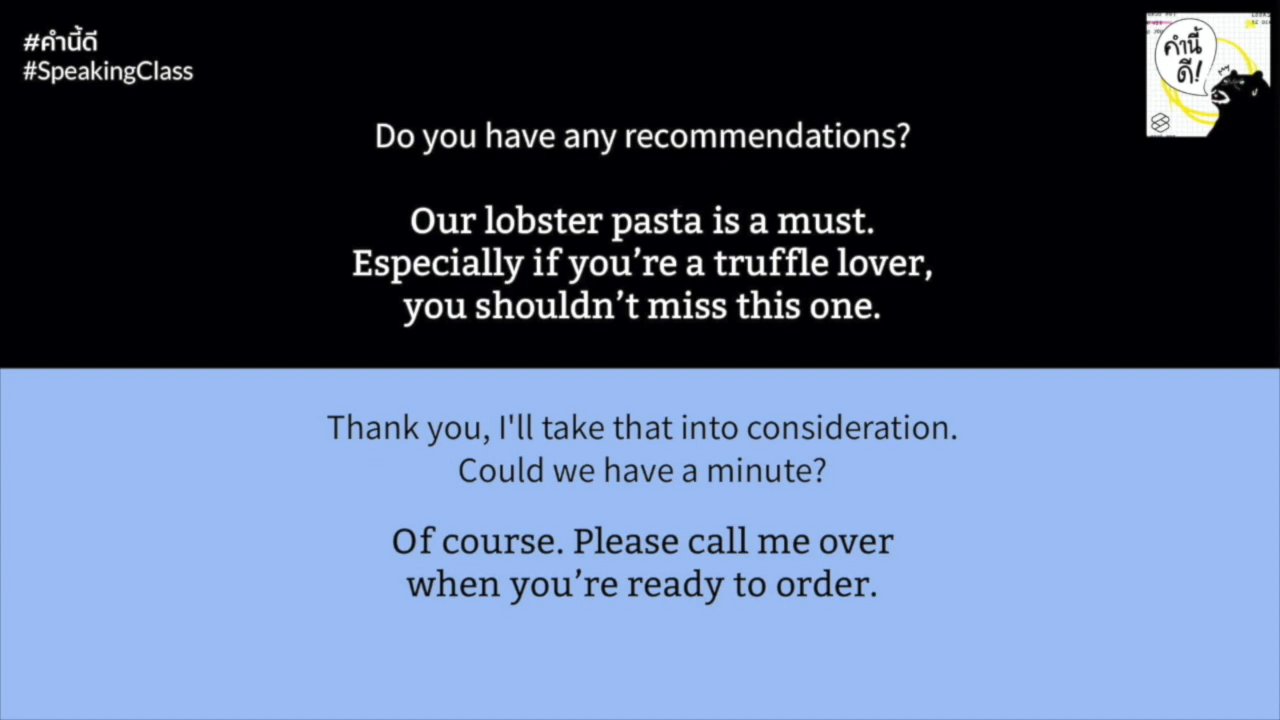 #คำนี้ดี
#SpeakingClass
คำนี้
ดี!
Do you have any recommendations?
Our lobster pasta is a must.
Especially if you’re a truffle lover,
you shouldn’t miss this one.
Thank you, I'll take that into consideration.
Could we have a minute?
Of course. Please call me over
when you’re ready to order.